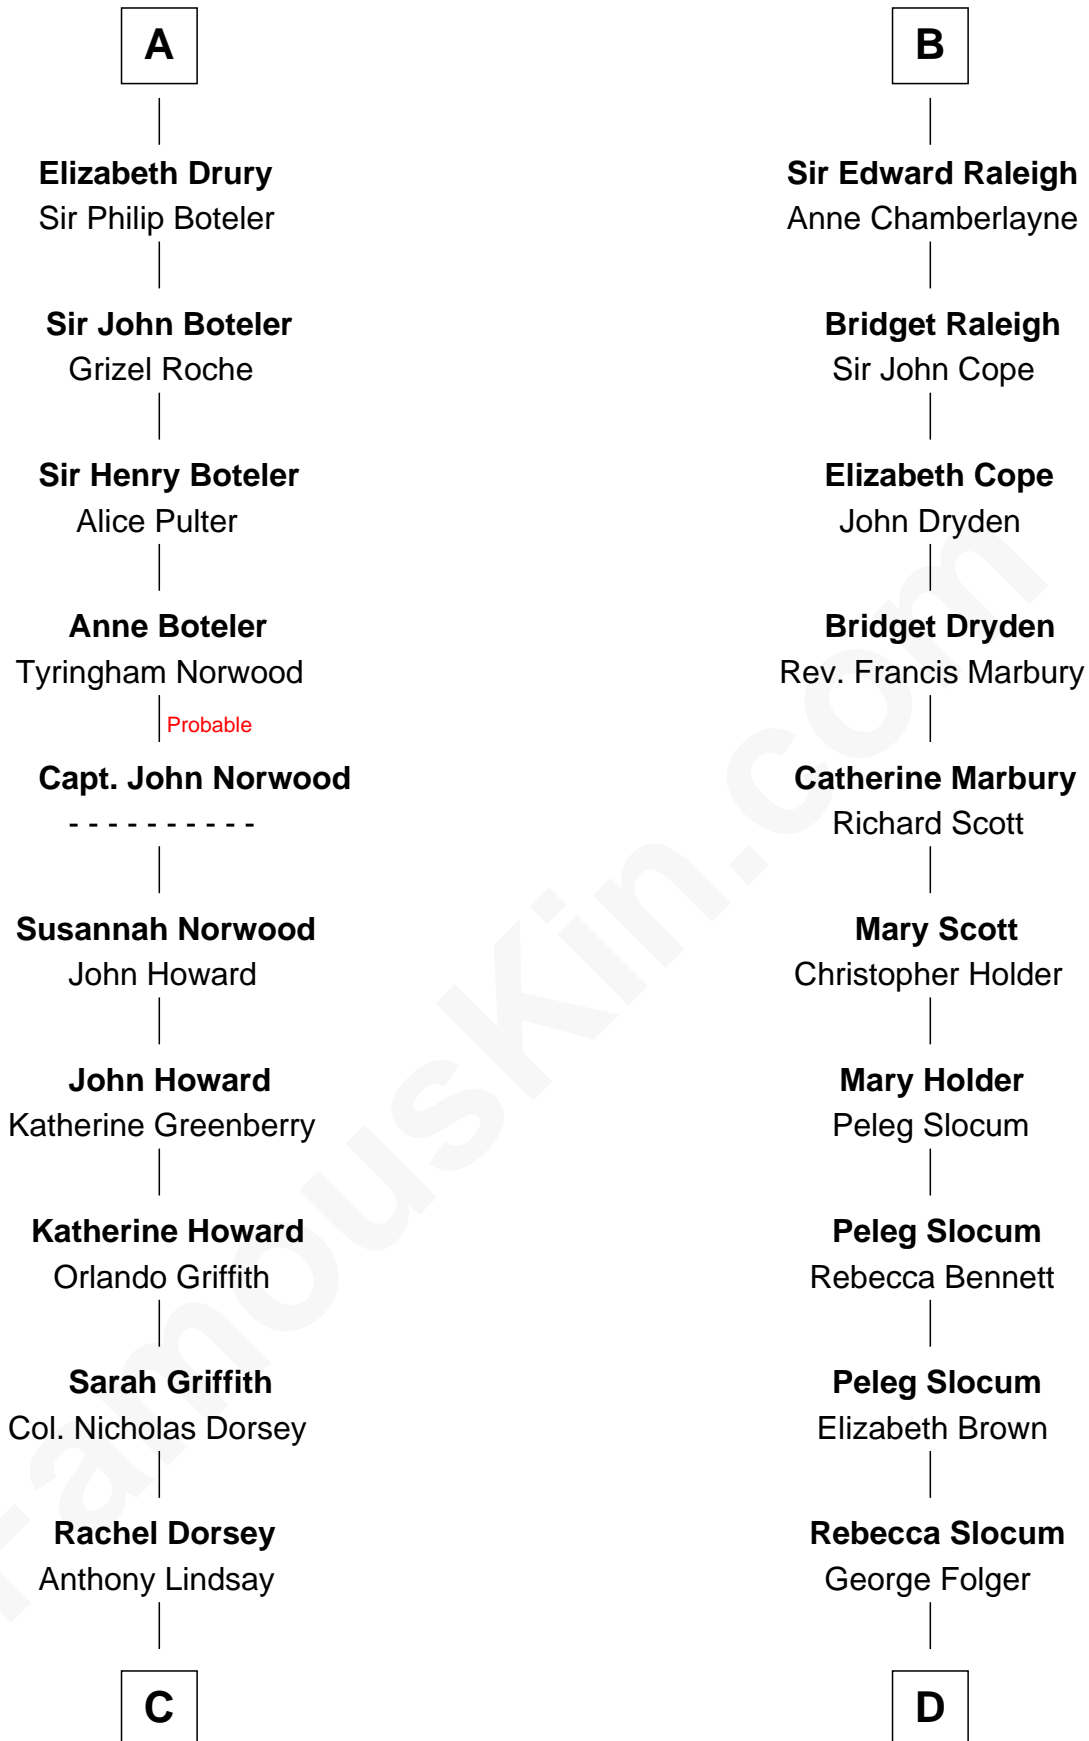 A
Elizabeth Drury
Sir Philip Boteler
Sir John Boteler
Grizel Roche
Sir Henry Boteler
Alice Pulter
Anne Boteler
Tyringham Norwood
Probable
Capt. John Norwood
- - - - - - - - - -
Susannah Norwood
John Howard
John Howard
Katherine Greenberry
Katherine Howard
Orlando Griffith
Sarah Griffith
Col. Nicholas Dorsey
Rachel Dorsey
Anthony Lindsay
C
B
Sir Edward Raleigh
Anne Chamberlayne
Bridget Raleigh
Sir John Cope
Elizabeth Cope
John Dryden
Bridget Dryden
Rev. Francis Marbury
Catherine Marbury
Richard Scott
Mary Scott
Christopher Holder
Mary Holder
Peleg Slocum
Peleg Slocum
Rebecca Bennett
Peleg Slocum
Elizabeth Brown
Rebecca Slocum
George Folger
D
FamousKin.com